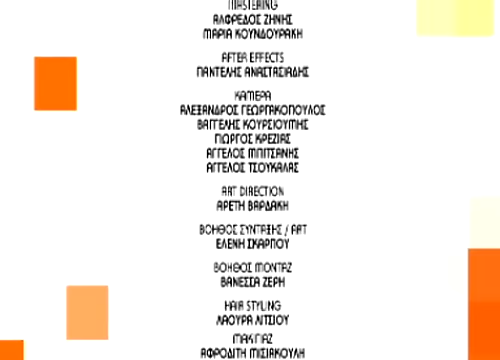 MASTERING
ΑΛΦΡΕΔΟΣ ΖΗΝΗΣ
ΜΑΡΙΑ ΚΟΥΝΔΟΥΡΑΚΗ
AFTER EFFECTS
ΠΑΝΤΕΛΗΣ ΑΝΑΣΤΑΣΙΑΔΗΣ
ΚΑΜΕΡΑ
ΑΛΕΞΑΝΔΡΟΣ ΓΕΩΡΓΑΚΟΠΟΥΛΟΣ
ΒΑΓΓΕΛΗΣ ΚΟΥΡΣΙΟΥΜΗΣ
ΓΙΩΡΓΟΣ ΚΡΕΖΙΑΣ
ΑΓΓΕΛΟΣ ΜΠΙΤΣΑΝΗΣ
ΑΓΓΕΛΟΣ ΤΣΟΥΚΑΛΑΣ
ART DIRECTION
ΑΡΕΤΗ ΒΑΡΔΑΚΗ
ΒΟΗΘΟΣ ΣΥΝΤΑΞΗΣ / ART
ΕΛΕΝΗ ΣΚΑΡΠΟΥ
ΒΟΗΘΟΣ ΜΟΝΤΑΖ
ΒΑΝΕΣΣΑ ΖΕΡΗ
HAIR STYLING
ΛΑΟΥΡΑ ΛΙΤΣΙΟΥ
ΜΑΚΙΓΙΑΖ
ΑΦΡΟΔΙΤΗ ΜΙΣΙΑΚΟΥΛΗ